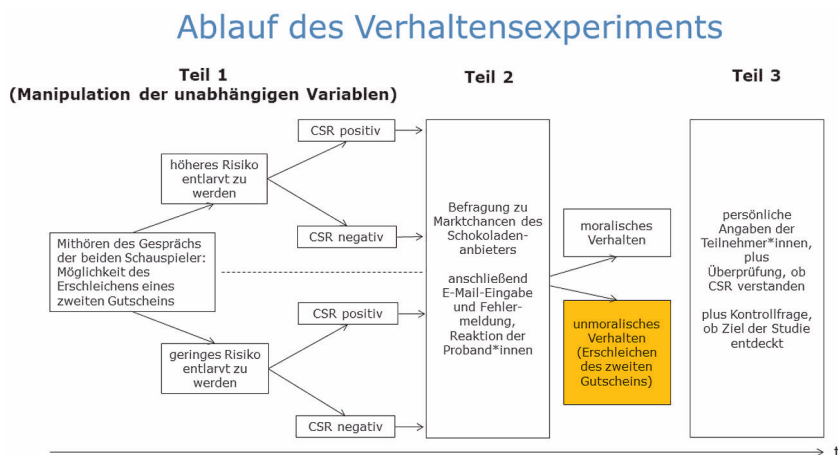 Ablauf des Verhaltensexperiments
Teil 1
(Manipulation der unabhängigen Variablen)
Teil 2
Teil 3
Mithören des Gesprächs
der beiden Schauspieler:
Möglichkeit des
Erschleichens eines
zweiten Gutscheins
höheres Risiko
entlarvt zu
werden
geringes Risiko
entlarvt zu
werden
CSR positiv
CSR negativ
CSR positiv
CSR negativ
Befragung zu
Marktchancen des
Schokoladen-
anbieters
anschließend
E-Mail-Eingabe
und Fehler-
meldung,
Reaktion der
Proband*innen
moralisches
Verhalten
unmoralisches
Verhalten
(Erschleichen
des zweiten
Gutscheins)
persönliche
Angaben der
Teilnehmer*innen,
plus
Überprüfung, ob
CSR verstanden
plus Kontrollfrage,
ob Ziel der Studie
entdeckt
t